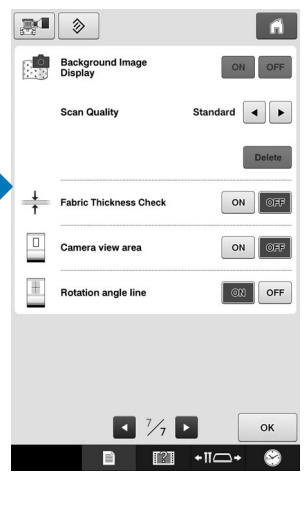 Background Image
Display
ON OFF
Scan Quality
Standard
Delete
Fabric Thickness Check
ON OFF
Camera view area
ON OFF
Rotation angle line
ON OFF
7/7
OK